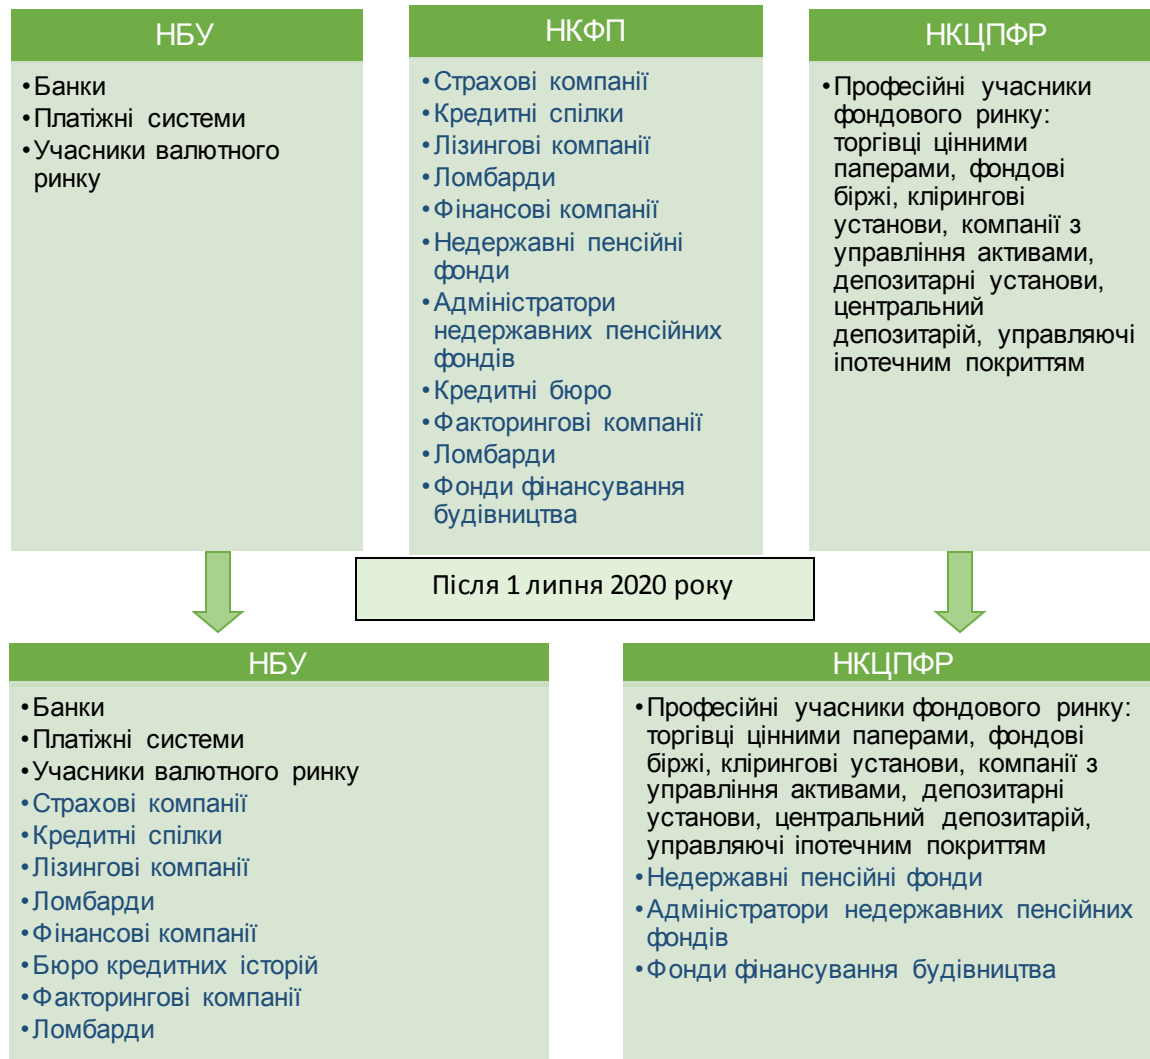 НБУ
• Банки
• Платіжні системи
• Учасники валютного
ринку
НКФП
• Страхові компанії
• Кредитні спілки
• Лізингові компанії
• Ломбарди
• Фінансові компанії
• Недержавні пенсійні
фонди
• Адміністратори
недержавних пенсійних
фондів
• Кредитні бюро
• Факторингові компанії
• Ломбарди
• Фонди фінансування
будівництва
НКЦПФР
• Професійні учасники
фондового ринку:
торгівці цінними
паперами, фондові
біржі, клірингові
установи, компанії з
управління активами,
депозитарні установи,
центральний
депозитарій, управляючі
іпотечним покриттям
Після 1 липня 2020 року
НБУ
• Банки
• Платіжні системи
• Учасники валютного ринку
• Страхові компанії
• Кредитні спілки
• Лізингові компанії
• Ломбарди
• Фінансові компанії
• Бюро кредитних історій
• Факторингові компанії
• Ломбарди
НКЦПФР
• Професійні учасники фондового ринку:
торгівці цінними паперами, фондові
біржі, клірингові установи, компанії з
управління активами, депозитарні
установи, центральний депозитарій,
управляючі іпотечним покриттям
• Недержавні пенсійні фонди
• Адміністратори недержавних пенсійних
фондів
• Фонди фінансування будівництва